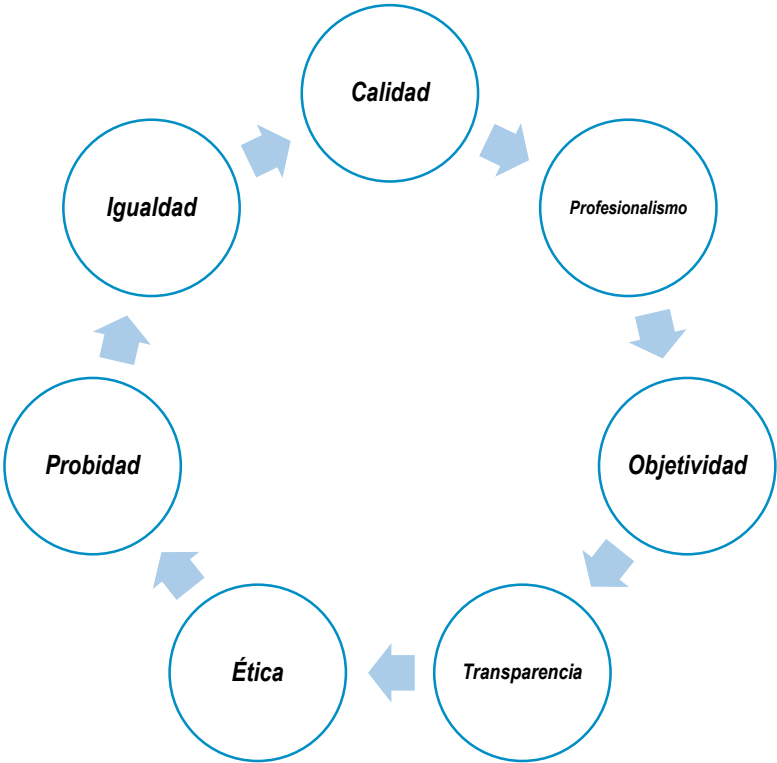 Calidad
Profesionalismo
Objetividad
Transparencia
Ética
Probidad
Igualdad